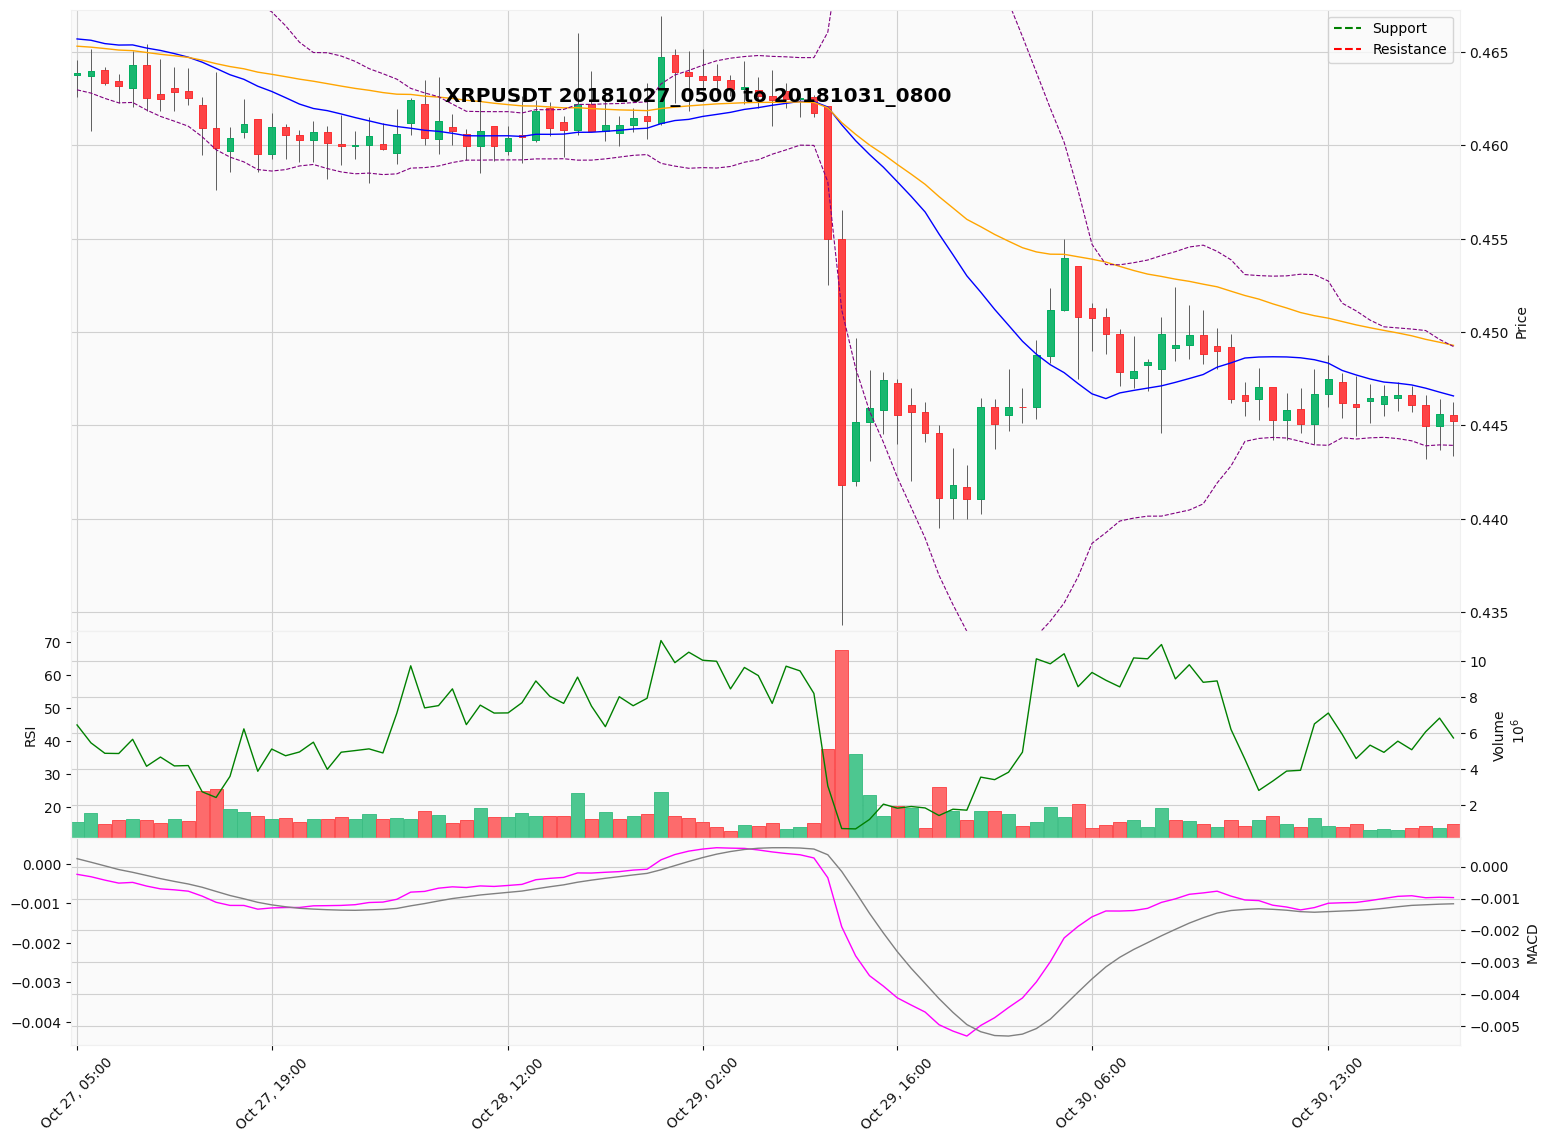 XRPUSDT 20181027_0500 to 20181031_0800
Support
Resistance
0.465
0.460
0.455
0.450
0.445
0.440
0.435
Price
70
60
50
40
30
20
RSI
10
8
6
4
2
Volume
10^6
0.000
−0.001
−0.002
−0.003
−0.004
0.000
−0.001
−0.002
−0.003
−0.004
−0.005
MACD
Oct 27, 05:00
Oct 27, 19:00
Oct 28, 12:00
Oct 29, 02:00
Oct 29, 16:00
Oct 30, 06:00
Oct 30, 23:00